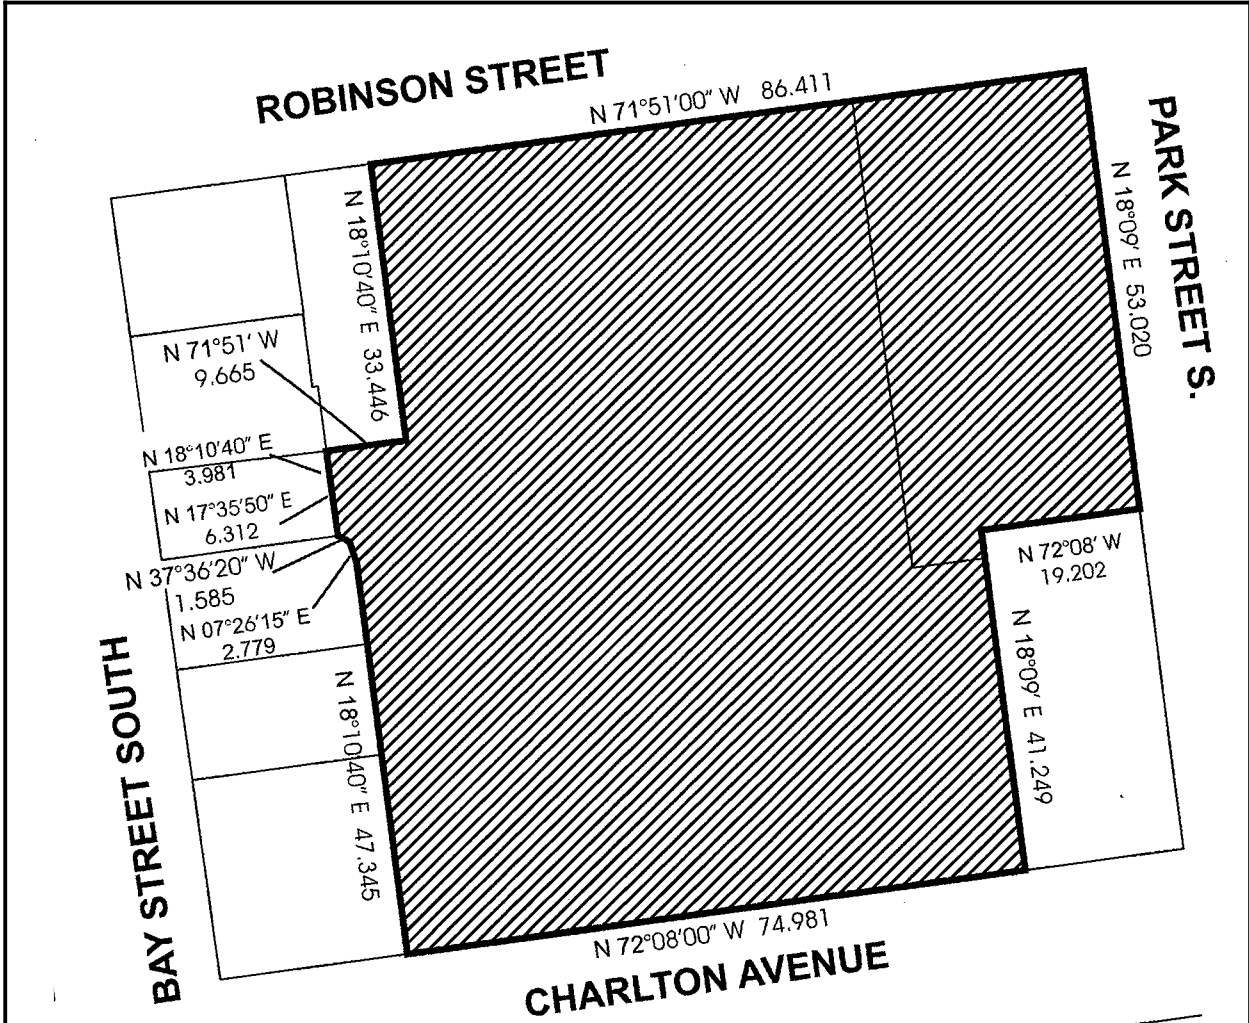 ROBINSON STREET
N 71°51'00" W 86.411
PARK STREET S.
N 18°09' E 53.020
N 18°10'40" E 33.446
N 71°51' W
9.665
N 18°10'40" E
3.981
N 17°35'50" E
6.312
N 37°36'20" W
1.585
N 07°26'15" E
2.779
N 72°08' W
19.202
N 18°09' E 41.249
N 18°10'40" E 47.345
BAY STREET SOUTH
N 72°08'00" W 74.981
CHARLTON AVENUE